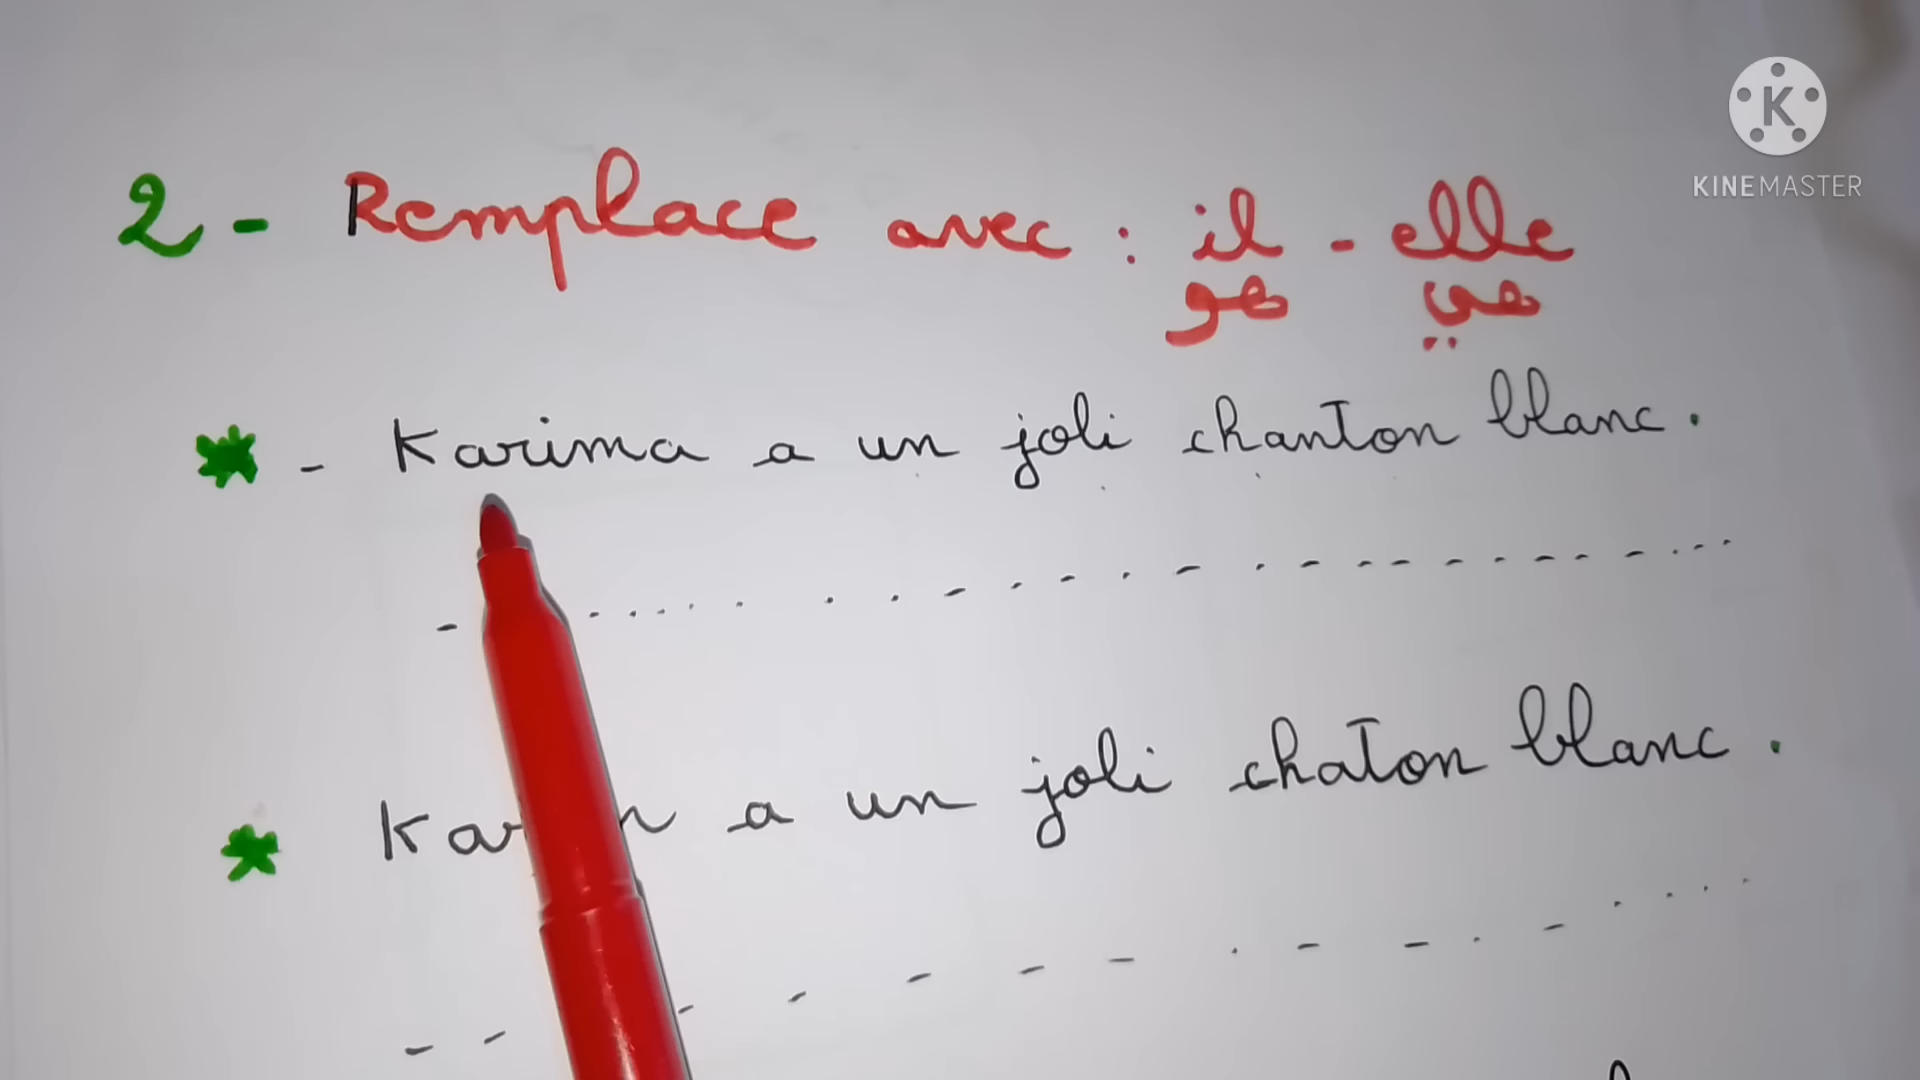 KINEMASTER
2 - Remplace avec : il - elle
هو هي
- Karima a un joli chanton blanc.
a un joli chaton blanc.